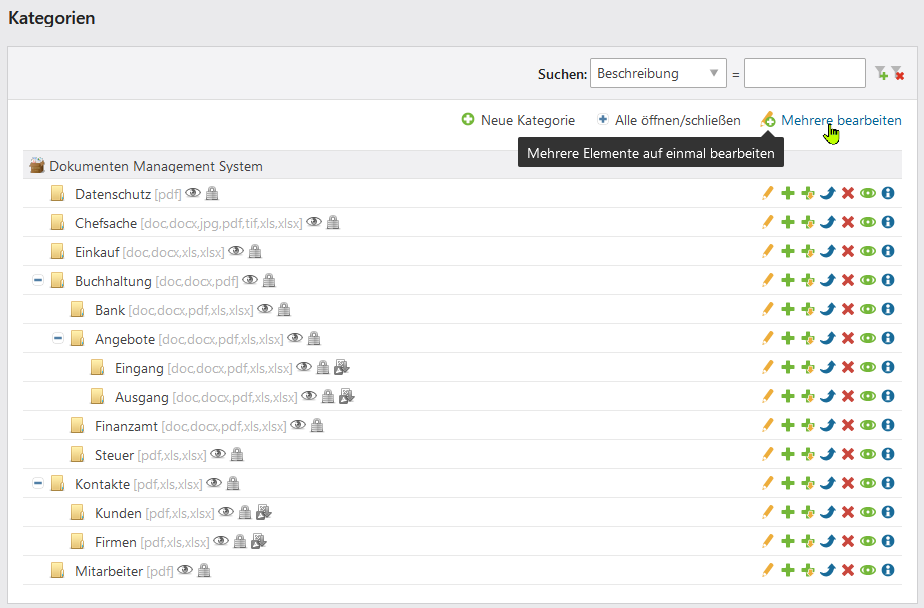 Kategorien
Suchen: Beschreibung =
Neue Kategorie Alle öffnen/schließen Mehrere bearbeiten
Mehrere Elemente auf einmal bearbeiten
Dokumenten Management System
Datenschutz [pdf]
Chefsache [doc,docx,jpg,pdf,tif,xls,xlsx]
Einkauf [doc,docx,xls,xlsx]
Buchhaltung [doc,docx,pdf]
Bank [doc,docx,pdf,xls,xlsx]
Angebote [doc,docx,pdf,xls,xlsx]
Eingang [doc,docx,pdf,xls,xlsx]
Ausgang [doc,docx,pdf,xls,xlsx]
Finanzamt [doc,docx,pdf,xls,xlsx]
Steuer [pdf,xls,xlsx]
Kontakte [pdf,xls,xlsx]
Kunden [pdf,xls,xlsx]
Firmen [pdf,xls,xlsx]
Mitarbeiter [pdf]